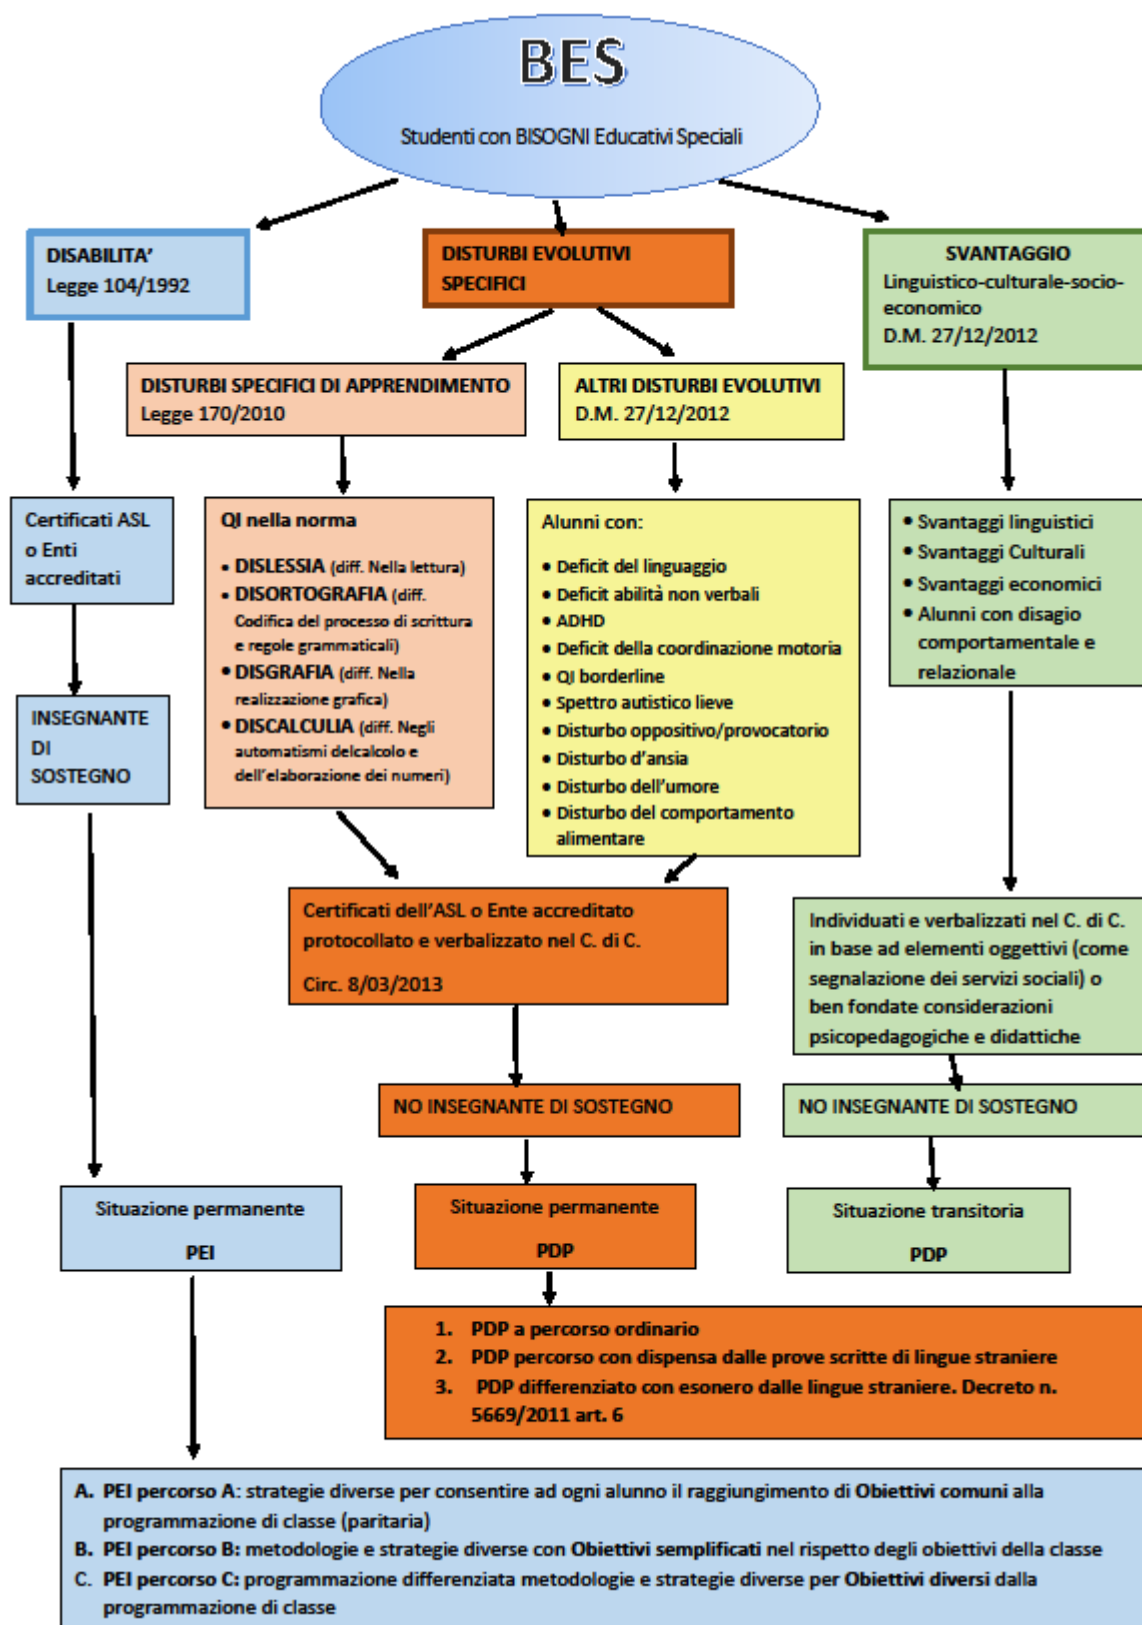 BES
Studenti con BISOGNI Educativi Speciali
DISABILITA'
Legge 104/1992
DISTURBI EVOLUTIVI
SPECIFICI
SVANTAGGIO
Linguistico-culturale-socio-
economico
D.M. 27/12/2012
DISTURBI SPECIFICI DI APPRENDIMENTO
Legge 170/2010
ALTRI DISTURBI EVOLUTIVI
D.M. 27/12/2012
Certificati ASL
o Enti
accreditati
QI nella norma
• DISLESSIA (diff. Nella lettura)
• DISORTOGRAFIA (diff.
Codifica del processo di scrittura
e regole grammaticali)
• DISGRAFIA (diff. Nella
realizzazione grafica)
• DISCALCULIA (diff. Negli
automatismi delcalcolo e
dell'elaborazione dei numeri)
Alunni con:
• Deficit del linguaggio
• Deficit abilità non verbali
• ADHD
• Deficit della coordinazione motoria
• QI borderline
• Spettro autistico lieve
• Disturbo oppositivo/provocatorio
• Disturbo d'ansia
• Disturbo dell'umore
• Disturbo del comportamento
alimentare
• Svantaggi linguistici
• Svantaggi Culturali
• Svantaggi economici
• Alunni con disagio
comportamentale e
relazionale
INSEGNANTE
DI
SOSTEGNO
Certificati dell'ASL o Ente accreditato
protocollato e verbalizzato nel C. di C.
Circ. 8/03/2013
Individuati e verbalizzati nel C. di C.
in base ad elementi oggettivi (come
segnalazione dei servizi sociali) o
ben fondate considerazioni
psicopedagogiche e didattiche
NO INSEGNANTE DI SOSTEGNO
NO INSEGNANTE DI SOSTEGNO
Situazione permanente
PEI
Situazione permanente
PDP
Situazione transitoria
PDP
1. PDP a percorso ordinario
2. PDP percorso con dispensa dalle prove scritte di lingue straniere
3. PDP differenziato con esonero dalle lingue straniere. Decreto n.
5669/2011 art. 6
A. PEI percorso A: strategie diverse per consentire ad ogni alunno il raggiungimento di Obiettivi comuni alla
programmazione di classe (paritaria)
B. PEI percorso B: metodologie e strategie diverse con Obiettivi semplificati nel rispetto degli obiettivi della classe
C. PEI percorso C: programmazione differenziata metodologie e strategie diverse per Obiettivi diversi dalla
programmazione di classe